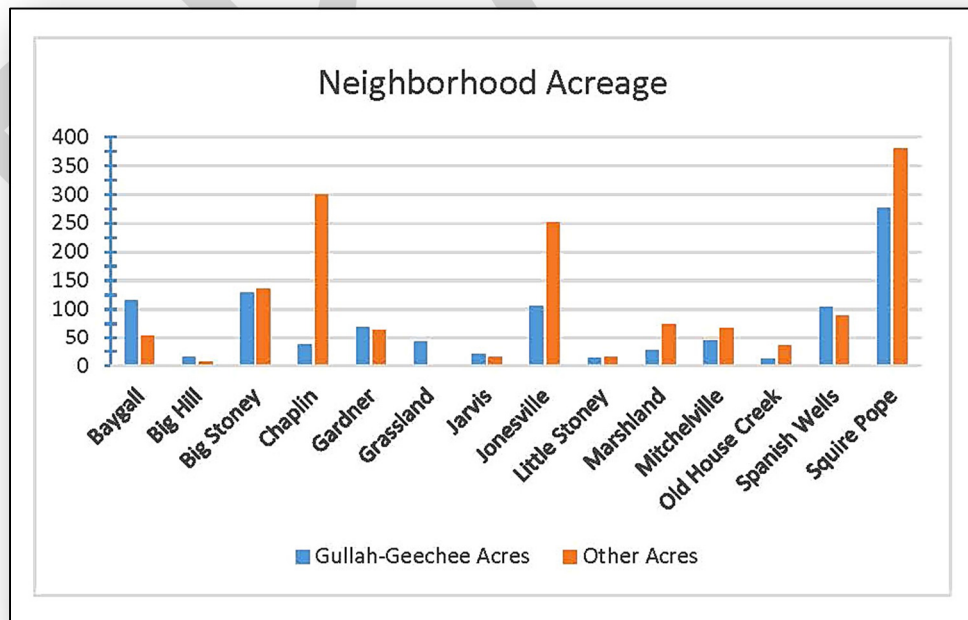 Neighborhood Acreage
400
350
300
250
200
150
100
50
0
Baygall
Big Hill
Big Stoney
Chaplin
Gardner
Grassland
Jarvis
Jonesville
Little Stoney
Marshland
Mitchelville
Old House Creek
Spanish Wells
Squire Pope
Gullah-Geechee Acres
Other Acres